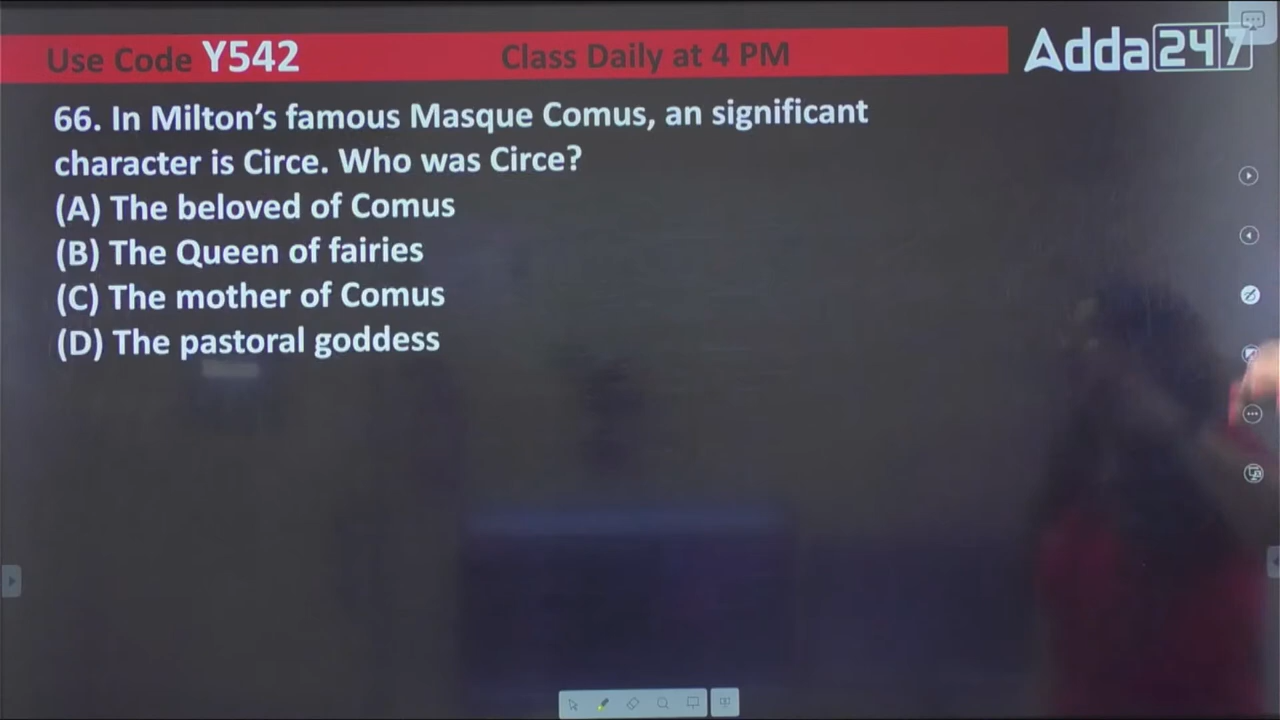 Use Code Y542 Class Daily at 4 PM Adda247
66. In Milton's famous Masque Comus, an significant
character is Circe. Who was Circe?
(A) The beloved of Comus
(B) The Queen of fairies
(C) The mother of Comus
(D) The pastoral goddess